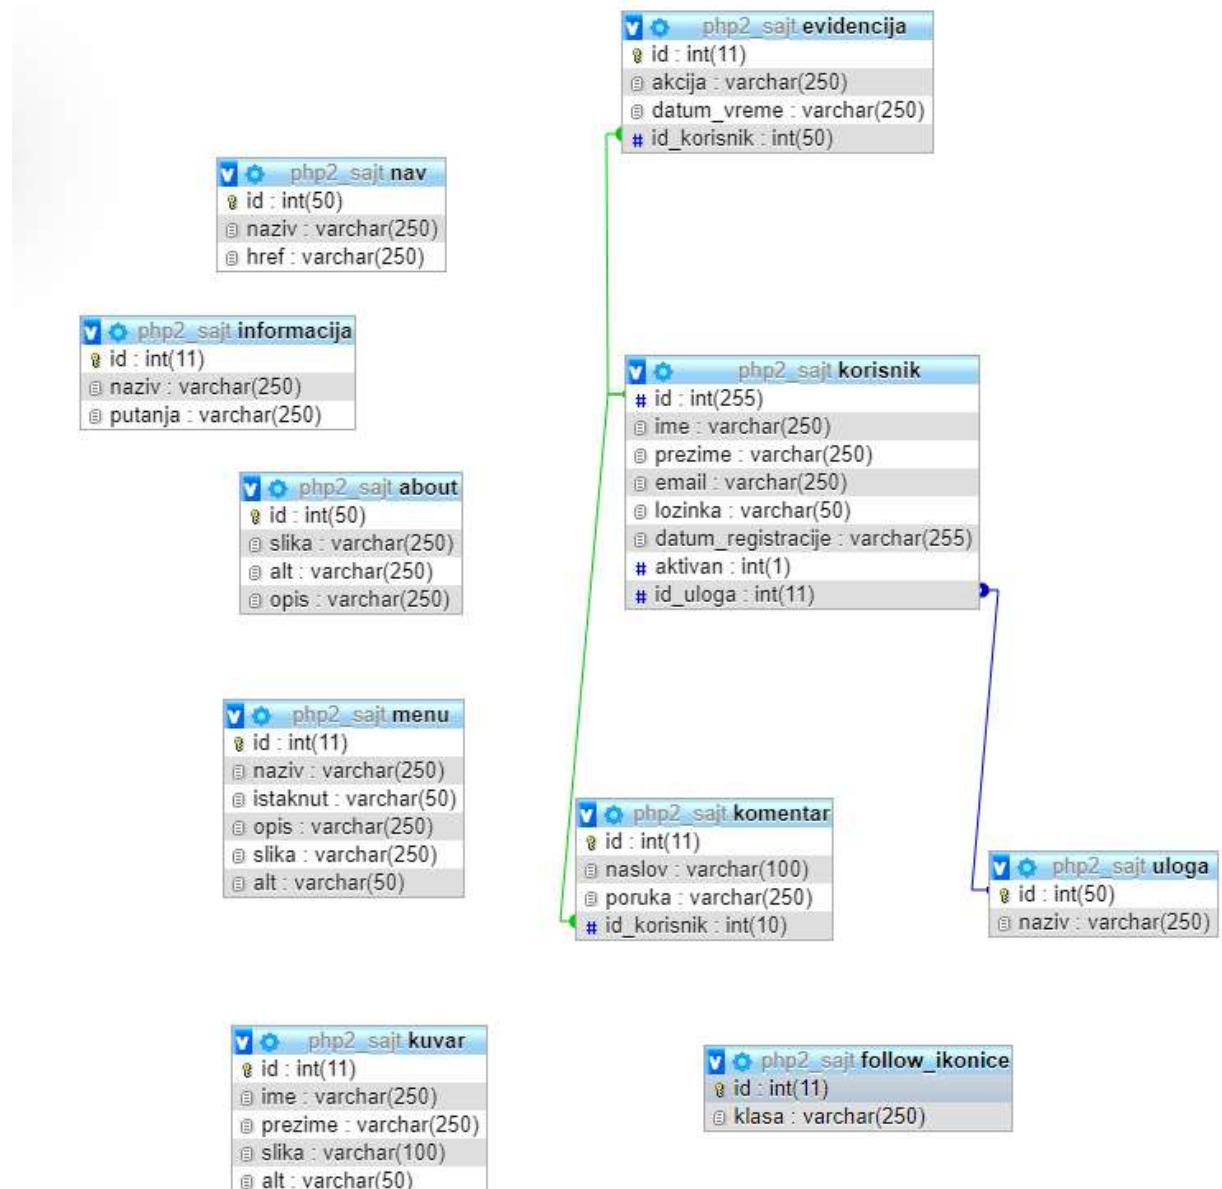 php2_sajt evidencija
id : int(11)
akcija : varchar(250)
datum_vreme : varchar(250)
# id_korisnik : int(50)
php2_sajt nav
id : int(50)
naziv : varchar(250)
href : varchar(250)
php2_sajt informacija
id : int(11)
naziv : varchar(250)
putanja : varchar(250)
php2_sajt korisnik
# id : int(255)
ime : varchar(250)
prezime : varchar(250)
email : varchar(250)
lozinka : varchar(50)
datum_registracije : varchar(255)
# aktivan : int(1)
# id_uloga : int(11)
php2_sajt about
id : int(50)
slika : varchar(250)
alt : varchar(250)
opis : varchar(250)
php2_sajt menu
id : int(11)
naziv : varchar(250)
istaknut : varchar(50)
opis : varchar(250)
slika : varchar(250)
alt : varchar(50)
php2_sajt komentar
id : int(11)
naslov : varchar(100)
poruka : varchar(250)
# id_korisnik : int(10)
php2_sajt uloga
id : int(50)
naziv : varchar(250)
php2_sajt kuvar
id : int(11)
ime : varchar(250)
prezime : varchar(250)
slika : varchar(100)
alt : varchar(50)
php2_sajt follow_ikonice
id : int(11)
klasa : varchar(250)